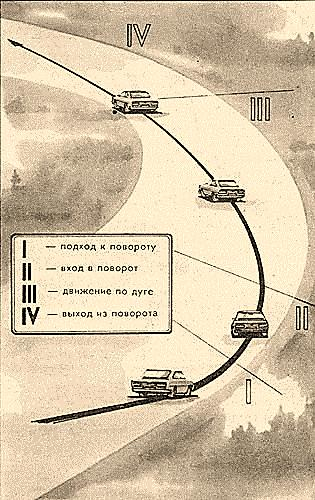 IV
III
I — подход к повороту
II — вход в поворот
III — движение по дуге
IV — выход из поворота
II
I